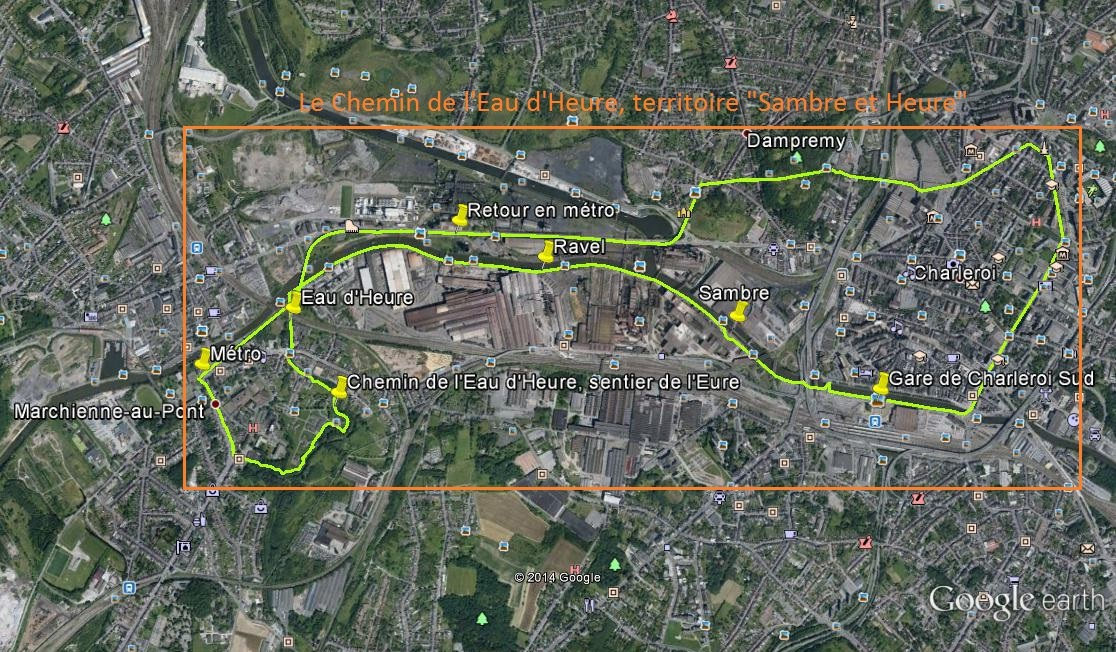 Le Chemin de l'Eau d'Heure, territoire "Sambre et Heure"
Dampremy
Retour en métro
Ravel
Charleroi
Sambre
Eau d'Heure
Métro
Chemin de l'Eau d'Heure, sentier de l'Eure
Gare de Charleroi Sud
Marchienne-au-Pont
© 2014 Google
Google earth